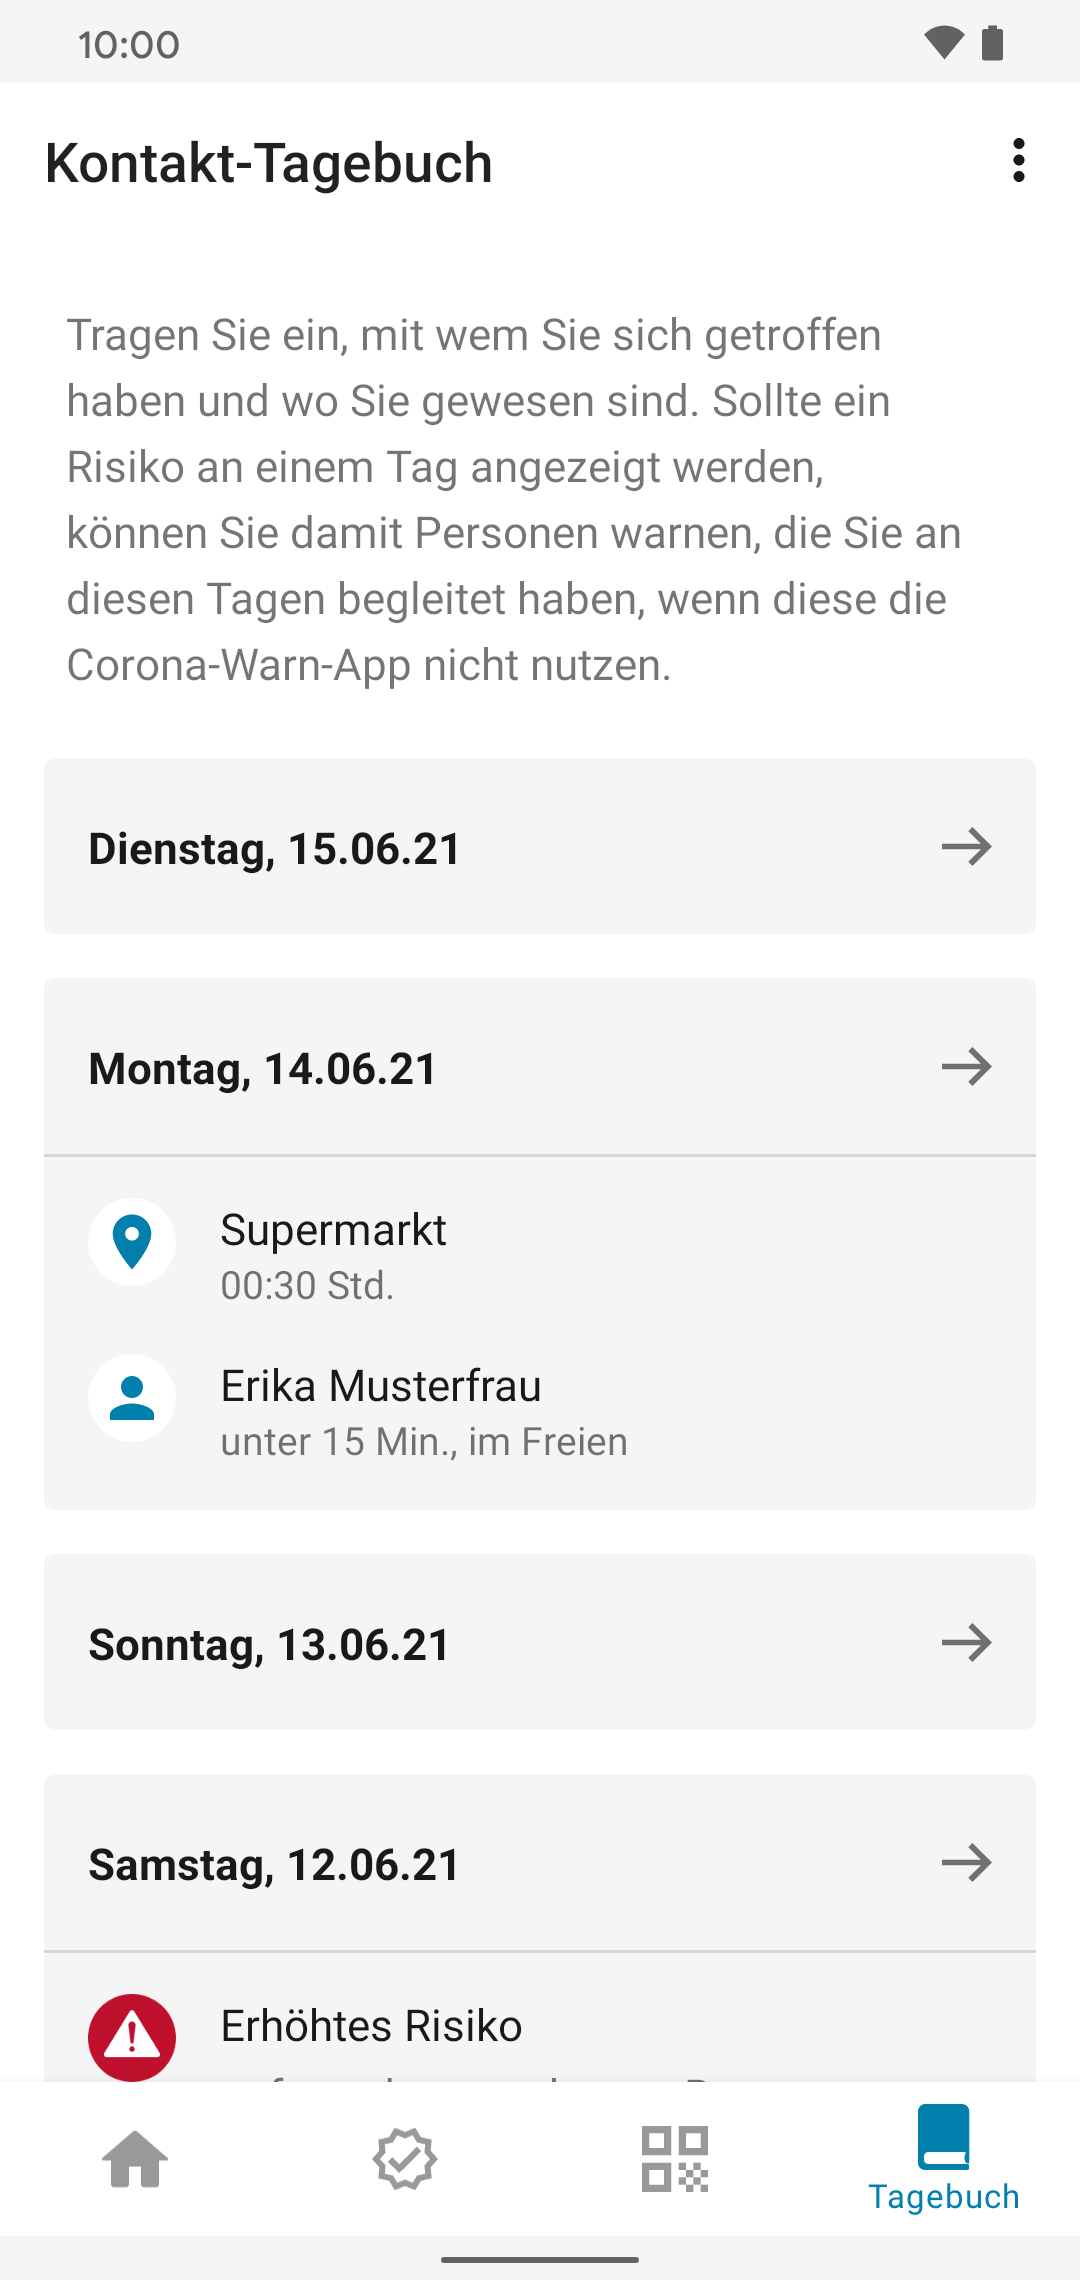 10:00
Kontakt-Tagebuch
Tragen Sie ein, mit wem Sie sich getroffen
haben und wo Sie gewesen sind. Sollte ein
Risiko an einem Tag angezeigt werden,
können Sie damit Personen warnen, die Sie an
diesen Tagen begleitet haben, wenn diese die
Corona-Warn-App nicht nutzen.
Dienstag, 15.06.21
Montag, 14.06.21
Supermarkt
00:30 Std.
Erika Musterfrau
unter 15 Min., im Freien
Sonntag, 13.06.21
Samstag, 12.06.21
Erhöhtes Risiko
Tagebuch